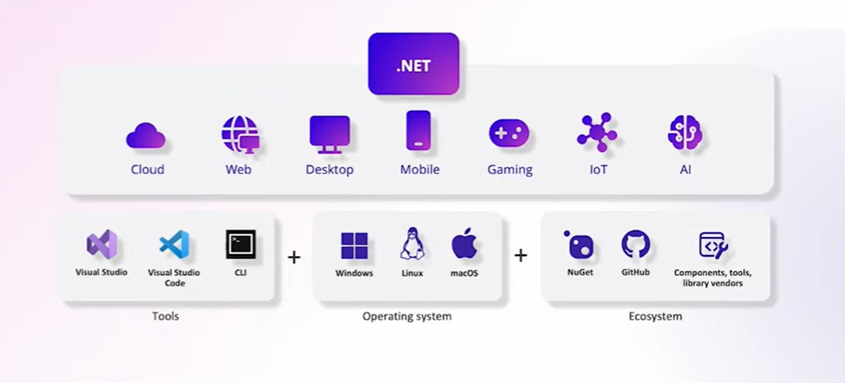 .NET
Cloud
Web
Desktop
Mobile
Gaming
IoT
AI
Visual Studio
Visual Studio
Code
CLI
+
Windows
Linux
macOS
+
NuGet
GitHub
Components, tools,
library vendors
Tools
Operating system
Ecosystem